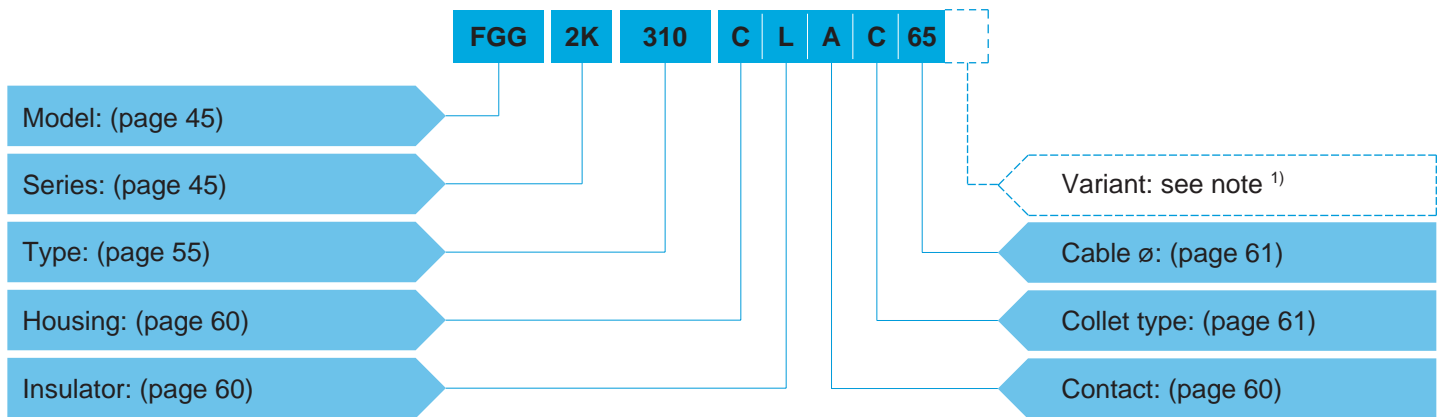 FGG 2K 310 C L A C 65
Model: (page 45)
Series: (page 45)
Variant: see note 1)
Type: (page 55)
Cable ø: (page 61)
Housing: (page 60)
Collet type: (page 61)
Insulator: (page 60)
Contact: (page 60)